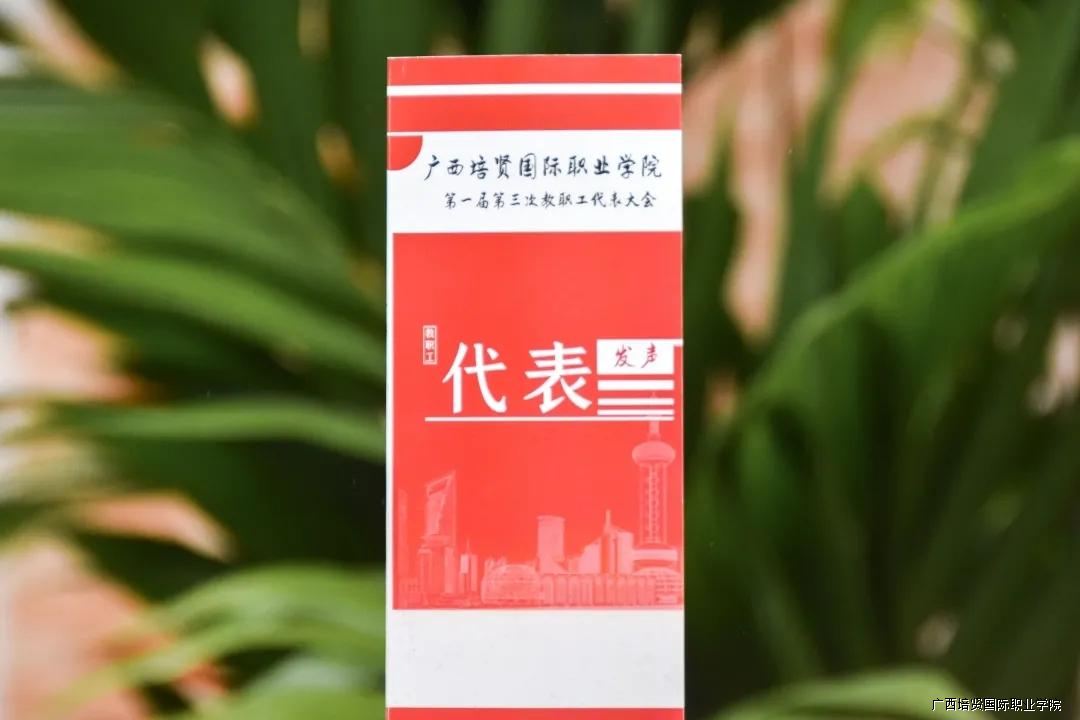 广西培贤国际职业学院
第一届第三次教职工代表大会
教职工
代表
发声
广西培贤国际职业学院